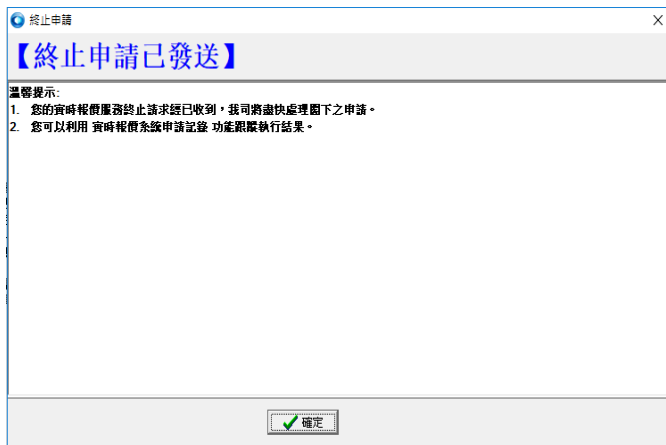 終止申請
【終止申請已發送】
溫馨提示:
1. 您的實時報價服務終止請求經已收到，我司將盡快處理閣下之申請。
2. 您可以利用 實時報價系統申請記錄 功能跟蹤執行結果。
確定